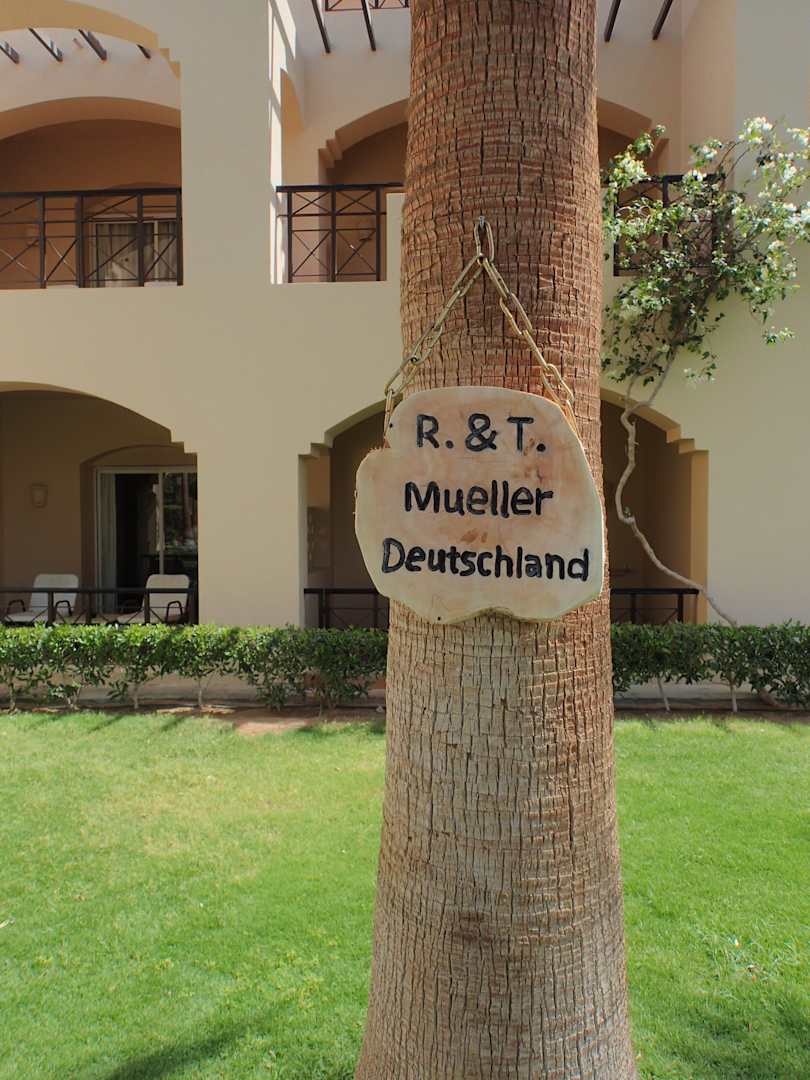 R. & T.
Mueller
Deutschland